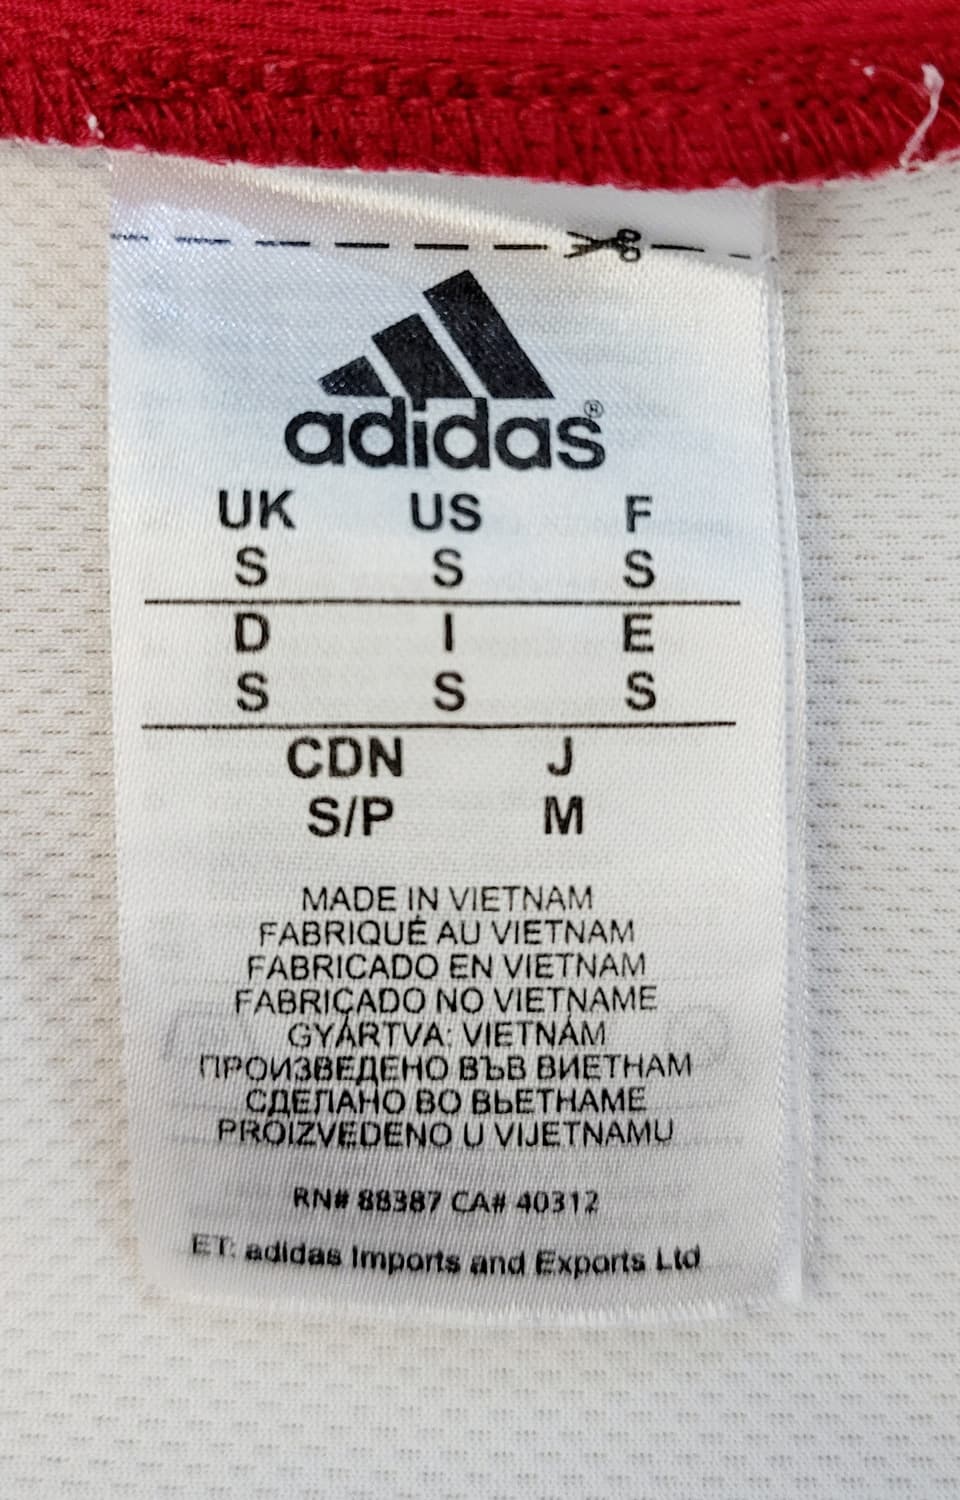 adidas®
UK US F
S S S
D I E
S S S
CDN J
S/P M
MADE IN VIETNAM
FABRIQUÉ AU VIETNAM
FABRICADO EN VIETNAM
FABRICADO NO VIETNAME
GYÁRTVA: VIETNÁM
ПРОИЗВЕДЕНО ВЪВ ВИЕТНАМ
СДЕЛАНО ВО ВЬЕТНАМЕ
PROIZVEDENO U VIJETNAMU
RN# 88387 CA# 40312
ET: adidas Imports and Exports Ltd